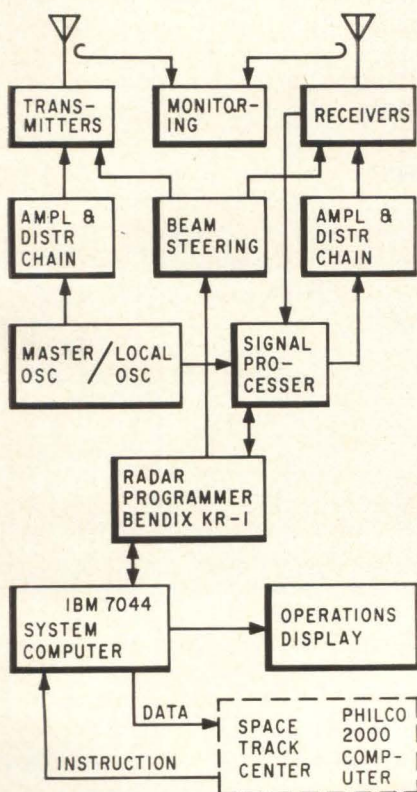 TRANS-
MITTERS
MONITOR-
ING
RECEIVERS
AMPL &
DISTR
CHAIN
BEAM
STEERING
AMPL &
DISTR
CHAIN
MASTER / LOCAL
OSC OSC
SIGNAL
PRO-
CESSER
RADAR
PROGRAMMER
BENDIX KR-1
IBM 7044
SYSTEM
COMPUTER
OPERATIONS
DISPLAY
DATA
INSTRUCTION
SPACE
TRACK
CENTER
PHILCO
2000
COMP-
UTER